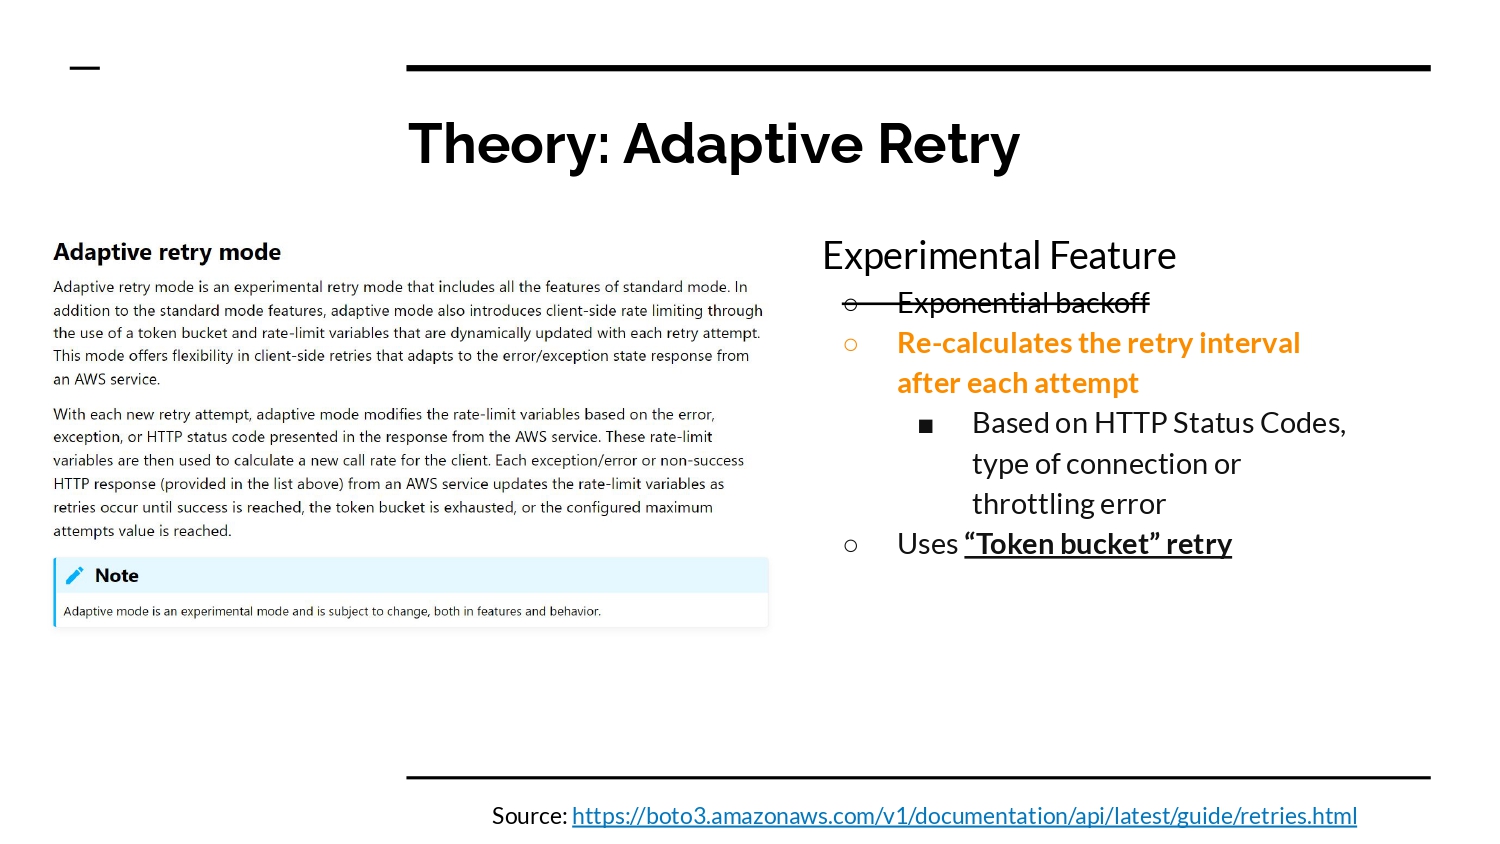 Theory: Adaptive Retry
Adaptive retry mode
Adaptive retry mode is an experimental retry mode that includes all the features of standard mode. In
addition to the standard mode features, adaptive mode also introduces client-side rate limiting through
the use of a token bucket and rate-limit variables that are dynamically updated with each retry attempt.
This mode offers flexibility in client-side retries that adapts to the error/exception state response from
an AWS service.
With each new retry attempt, adaptive mode modifies the rate-limit variables based on the error,
exception, or HTTP status code presented in the response from the AWS service. These rate-limit
variables are then used to calculate a new call rate for the client. Each exception/error or non-success
HTTP response (provided in the list above) from an AWS service updates the rate-limit variables as
retries occur until success is reached, the token bucket is exhausted, or the configured maximum
attempts value is reached.
Note
Adaptive mode is an experimental mode and is subject to change, both in features and behavior.
Experimental Feature
○ Exponential backoff
○ Re-calculates the retry interval
after each attempt
■ Based on HTTP Status Codes,
type of connection or
throttling error
○ Uses “Token bucket” retry
Source: https://boto3.amazonaws.com/v1/documentation/api/latest/guide/retries.html